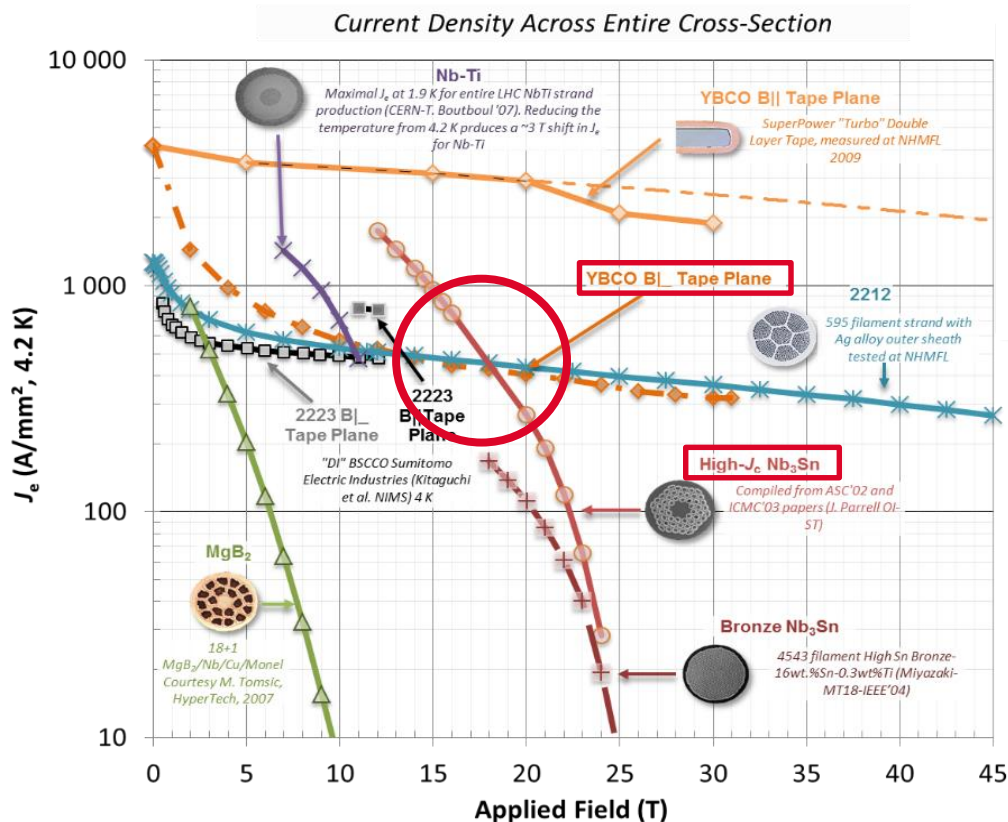 Current Density Across Entire Cross-Section
10 000
1 000
100
10
Jₑ (A/mm², 4.2 K)
Nb-Ti
Maximal Jₑ at 1.9 K for entire LHC NbTi strand
production (CERN-T. Boutboul '07). Reducing the
temperature from 4.2 K produces a ~3 T shift in Jₑ
for Nb-Ti
YBCO B|| Tape Plane
SuperPower "Turbo" Double
Layer Tape, measured at NHMFL
2009
YBCO B|_ Tape Plane
2212
595 filament strand with
Ag alloy outer sheath
tested at NHMFL
2223 B|_
Tape Plane
2223
B||Tape
Plane
"DI" BSCCO Sumitomo
Electric Industries (Kitaguchi
et al. NIMS) 4 K
High-J꜀ Nb₃Sn
Compiled from ASC'02 and
ICMC'03 papers (J. Parrell OI-
ST)
MgB₂
18+1
MgB₂/Nb/Cu/Monel
Courtesy M. Tomsic,
HyperTech, 2007
Bronze Nb₃Sn
4543 filament High Sn Bronze-
16wt.%Sn-0.3wt%Ti (Miyazaki-
MT18-IEEE'04)
0 5 10 15 20 25 30 35 40 45
Applied Field (T)